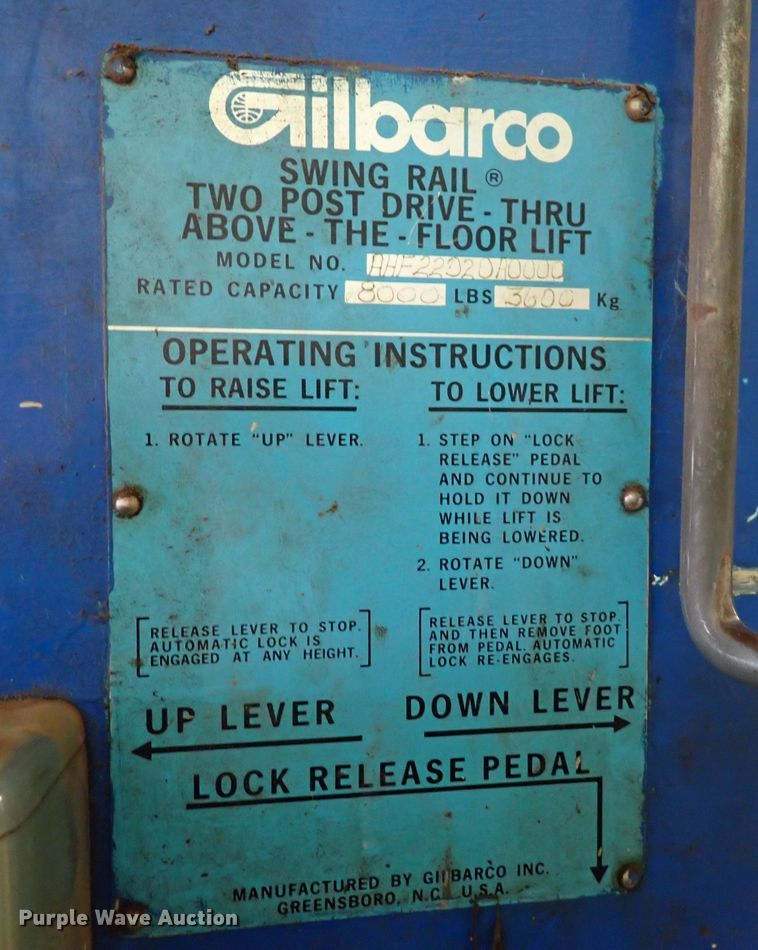 Gilbarco
SWING RAIL ®
TWO POST DRIVE - THRU
ABOVE - THE - FLOOR LIFT
MODEL NO.
RATED CAPACITY 8000 LBS 3600 Kg
OPERATING INSTRUCTIONS
TO RAISE LIFT:
1. ROTATE "UP" LEVER.
[RELEASE LEVER TO STOP.
AUTOMATIC LOCK IS
ENGAGED AT ANY HEIGHT.]
TO LOWER LIFT:
1. STEP ON "LOCK
RELEASE" PEDAL
AND CONTINUE TO
HOLD IT DOWN
WHILE LIFT IS
BEING LOWERED.
2. ROTATE "DOWN"
LEVER.
[RELEASE LEVER TO STOP.
AND THEN REMOVE FOOT
FROM PEDAL. AUTOMATIC
LOCK RE-ENGAGES.]
UP LEVER
DOWN LEVER
LOCK RELEASE PEDAL
MANUFACTURED BY GILBARCO INC.
GREENSBORO, N.C. U.S.A.
Purple Wave Auction